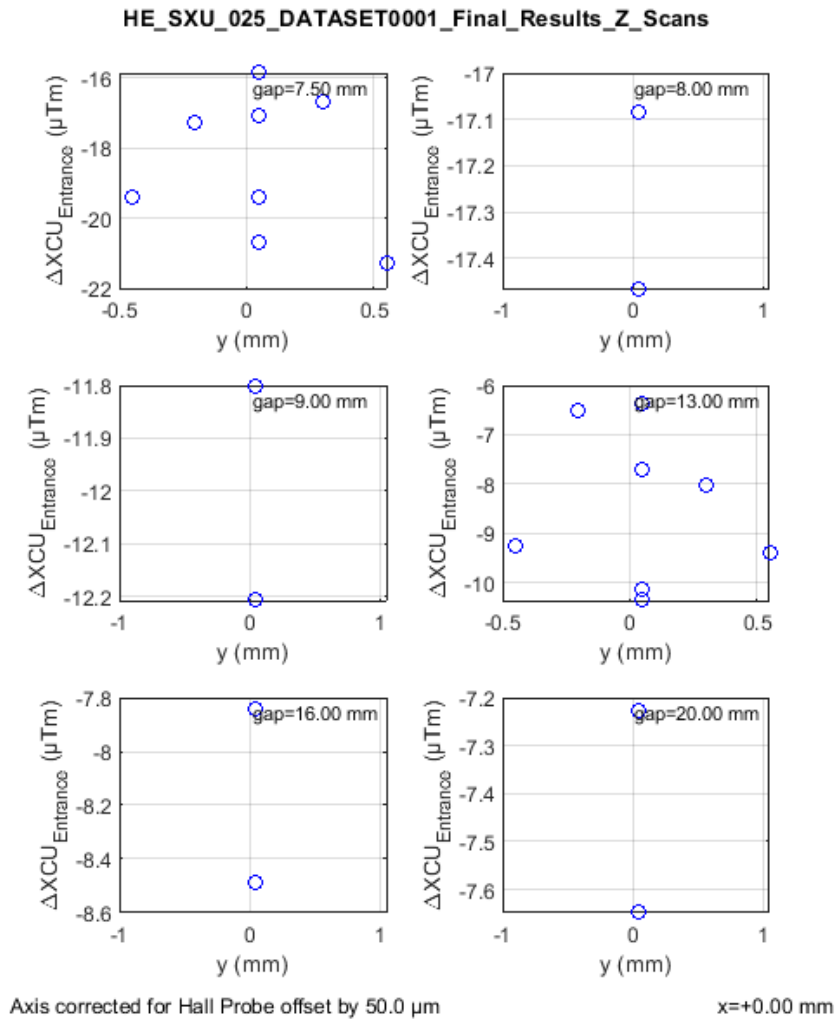 HE_SXU_025_DATASET0001_Final_Results_Z_Scans
gap=7.50 mm
ΔXCU_Entrance (µTm)
-16
-18
-20
-22
-0.5
0
0.5
y (mm)
gap=8.00 mm
ΔXCU_Entrance (µTm)
-17
-17.1
-17.2
-17.3
-17.4
-1
0
1
y (mm)
gap=9.00 mm
ΔXCU_Entrance (µTm)
-11.8
-11.9
-12
-12.1
-12.2
-1
0
1
y (mm)
gap=13.00 mm
ΔXCU_Entrance (µTm)
-6
-7
-8
-9
-10
-0.5
0
0.5
y (mm)
gap=16.00 mm
ΔXCU_Entrance (µTm)
-7.8
-8
-8.2
-8.4
-8.6
-1
0
1
y (mm)
gap=20.00 mm
ΔXCU_Entrance (µTm)
-7.2
-7.3
-7.4
-7.5
-7.6
-1
0
1
y (mm)
Axis corrected for Hall Probe offset by 50.0 µm
x=+0.00 mm